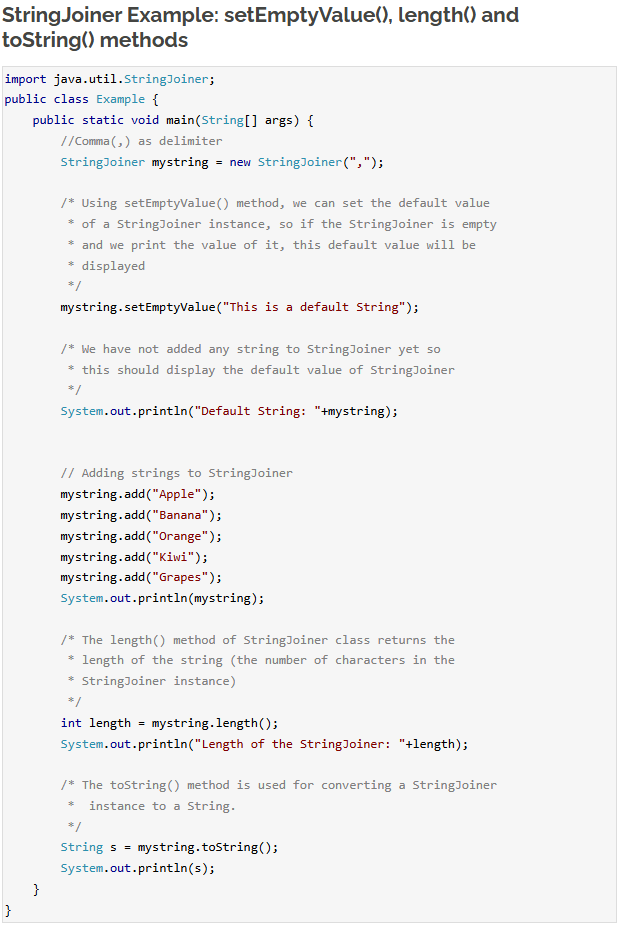 StringJoiner Example: setEmptyValue(), length() and
toString() methods
import java.util.StringJoiner;
public class Example {
    public static void main(String[] args) {
        //Comma(,) as delimiter
        StringJoiner mystring = new StringJoiner(",");

        /* Using setEmptyValue() method, we can set the default value
         * of a StringJoiner instance, so if the StringJoiner is empty
         * and we print the value of it, this default value will be
         * displayed
         */
        mystring.setEmptyValue("This is a default String");

        /* We have not added any string to StringJoiner yet so
         * this should display the default value of StringJoiner
         */
        System.out.println("Default String: "+mystring);


        // Adding strings to StringJoiner
        mystring.add("Apple");
        mystring.add("Banana");
        mystring.add("Orange");
        mystring.add("Kiwi");
        mystring.add("Grapes");
        System.out.println(mystring);

        /* The length() method of StringJoiner class returns the
         * length of the string (the number of characters in the
         * StringJoiner instance)
         */
        int length = mystring.length();
        System.out.println("Length of the StringJoiner: "+length);

        /* The toString() method is used for converting a StringJoiner
         *  instance to a String.
         */
        String s = mystring.toString();
        System.out.println(s);
    }
}